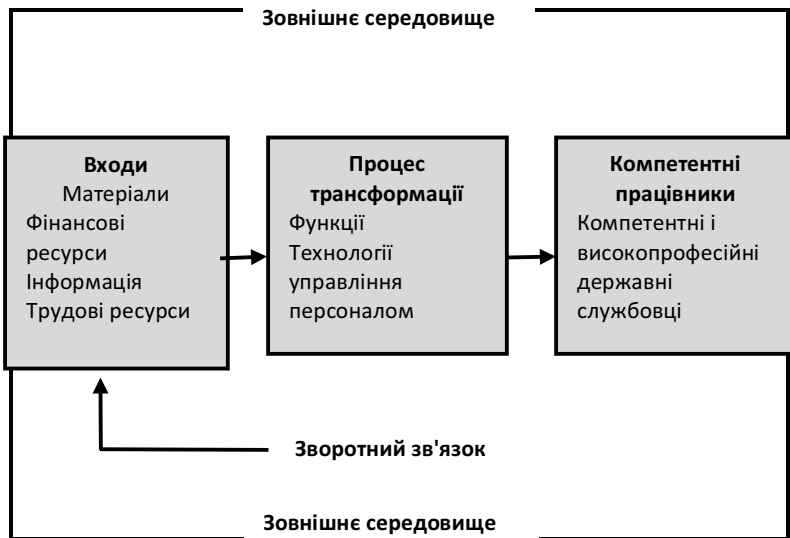 Зовнішнє середовище
Входи
Матеріали
Фінансові
ресурси
Інформація
Трудові ресурси
Процес
трансформації
Функції
Технології
управління
персоналом
Компетентні
працівники
Компетентні і
високопрофесійні
державні
службовці
Зворотний зв'язок
Зовнішнє середовище